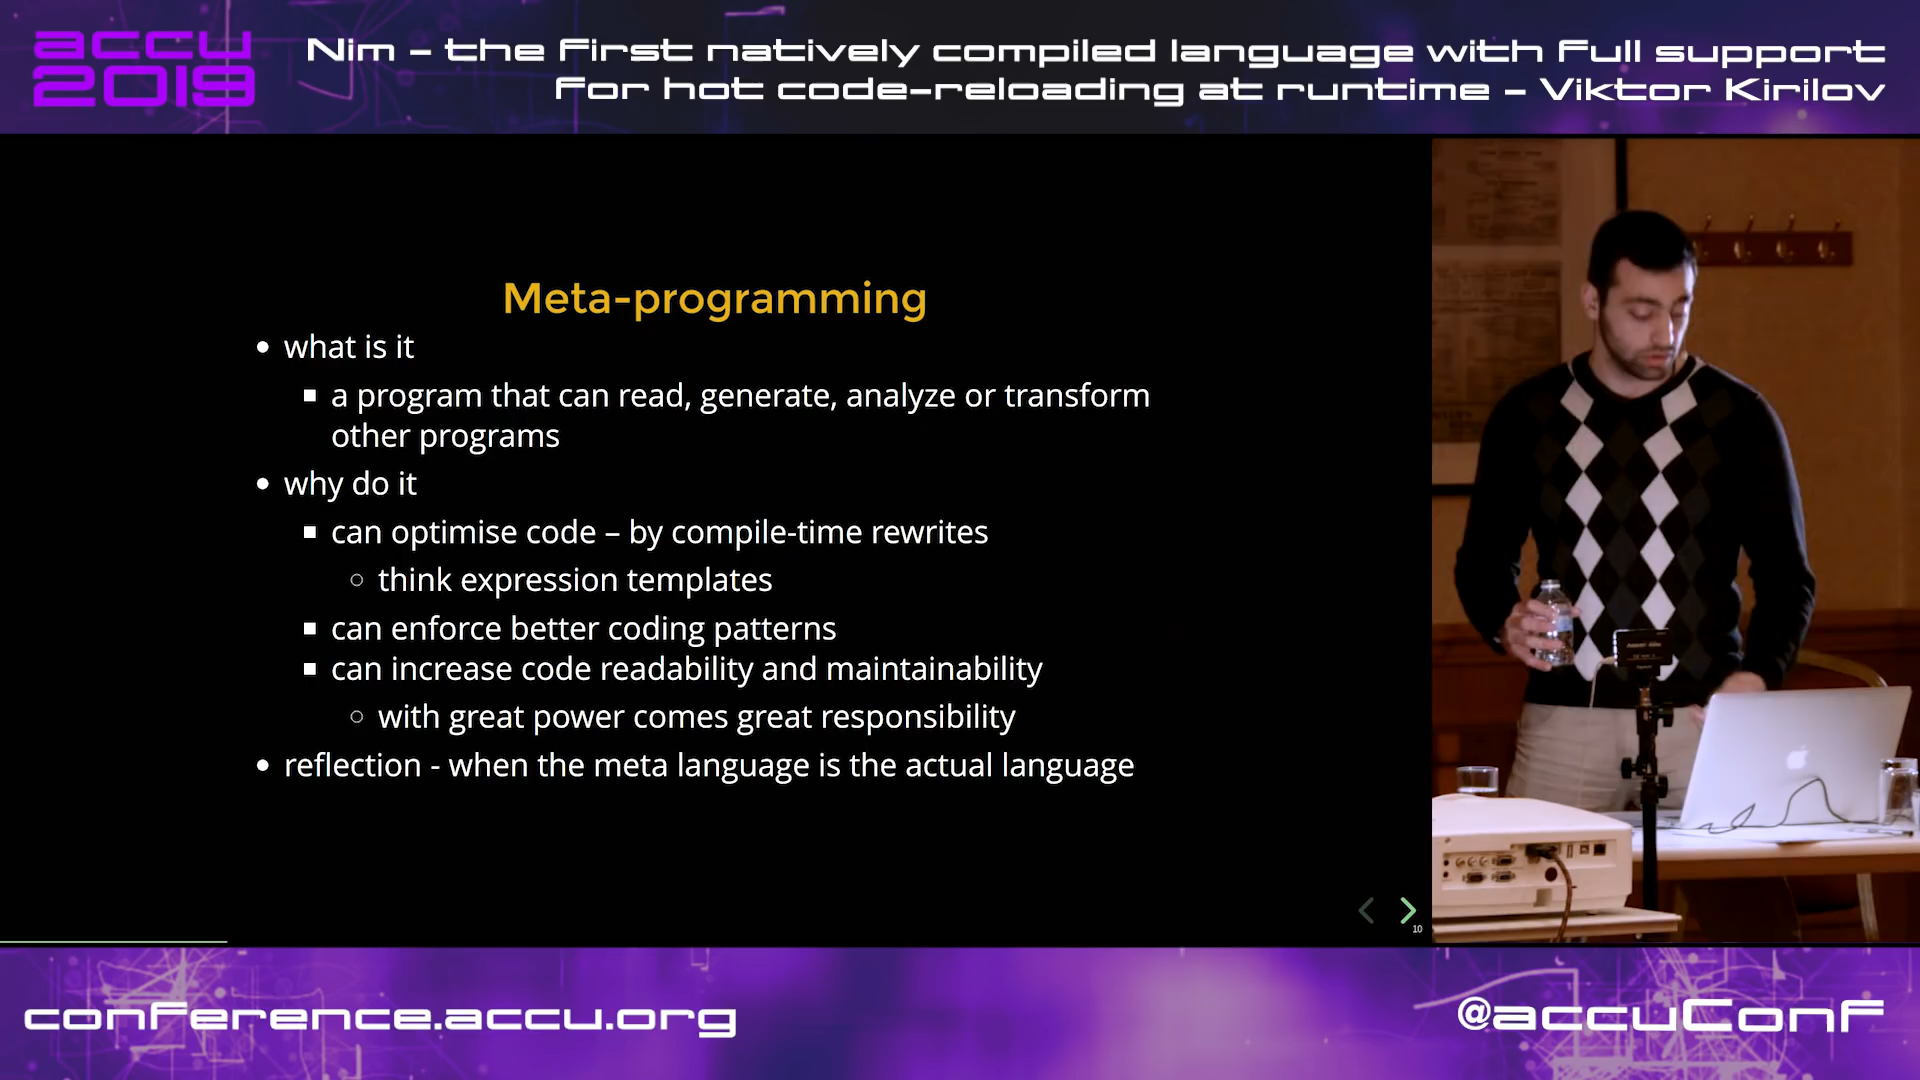 accu
2019
Nim - the first natively compiled language with full support
for hot code-reloading at runtime - Viktor Kirilov
Meta-programming
• what is it
▪ a program that can read, generate, analyze or transform
other programs
• why do it
▪ can optimise code – by compile-time rewrites
○ think expression templates
▪ can enforce better coding patterns
▪ can increase code readability and maintainability
○ with great power comes great responsibility
• reflection - when the meta language is the actual language
10
conference.accu.org
@accuConf